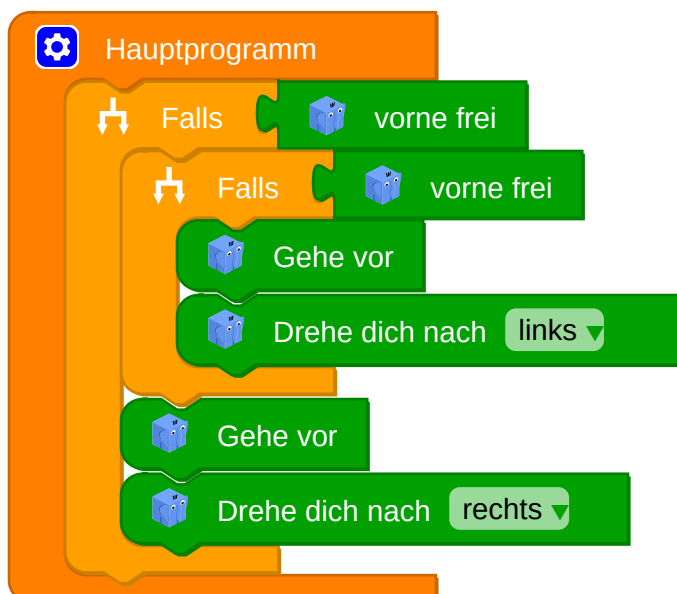 Hauptprogramm
Falls vorne frei
Falls vorne frei
Gehe vor
Drehe dich nach links
Gehe vor
Drehe dich nach rechts